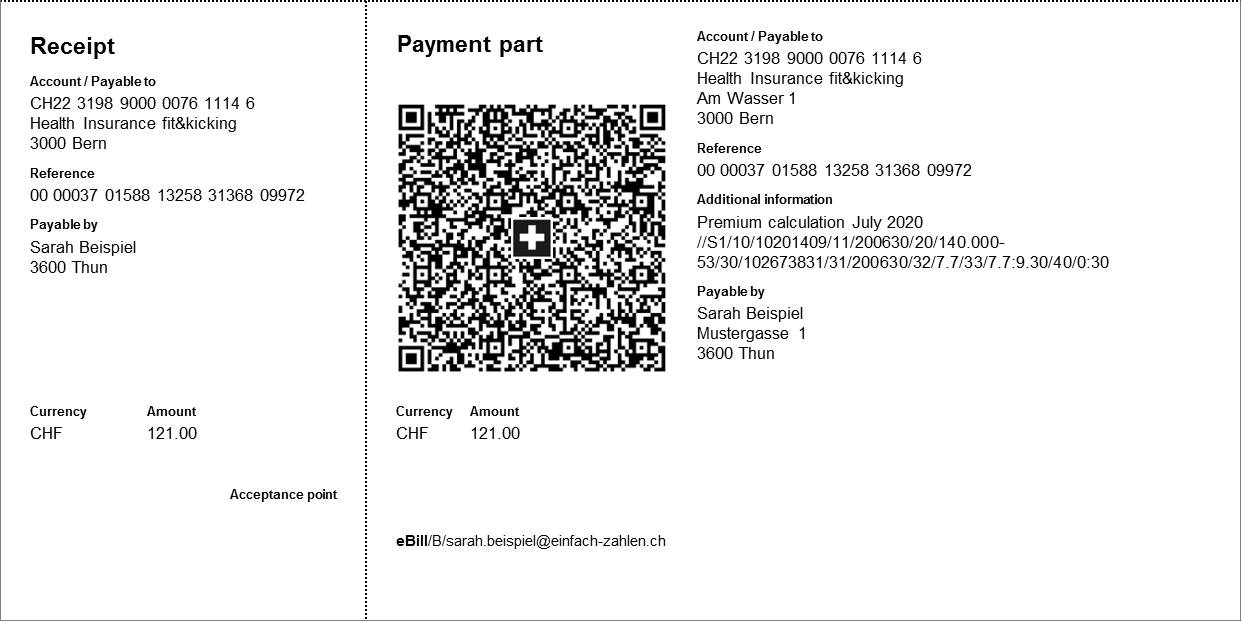 Receipt
Account / Payable to
CH22 3198 9000 0076 1114 6
Health Insurance fit&kicking
3000 Bern
Reference
00 00037 01588 13258 31368 09972
Payable by
Sarah Beispiel
3600 Thun
Currency Amount
CHF 121.00
Acceptance point
Payment part
Currency Amount
CHF 121.00
eBill/B/sarah.beispiel@einfach-zahlen.ch
Account / Payable to
CH22 3198 9000 0076 1114 6
Health Insurance fit&kicking
Am Wasser 1
3000 Bern
Reference
00 00037 01588 13258 31368 09972
Additional information
Premium calculation July 2020
//S1/10/10201409/11/200630/20/140.000-
53/30/102673831/31/200630/32/7.7/33/7.7:9.30/40/0:30
Payable by
Sarah Beispiel
Mustergasse 1
3600 Thun